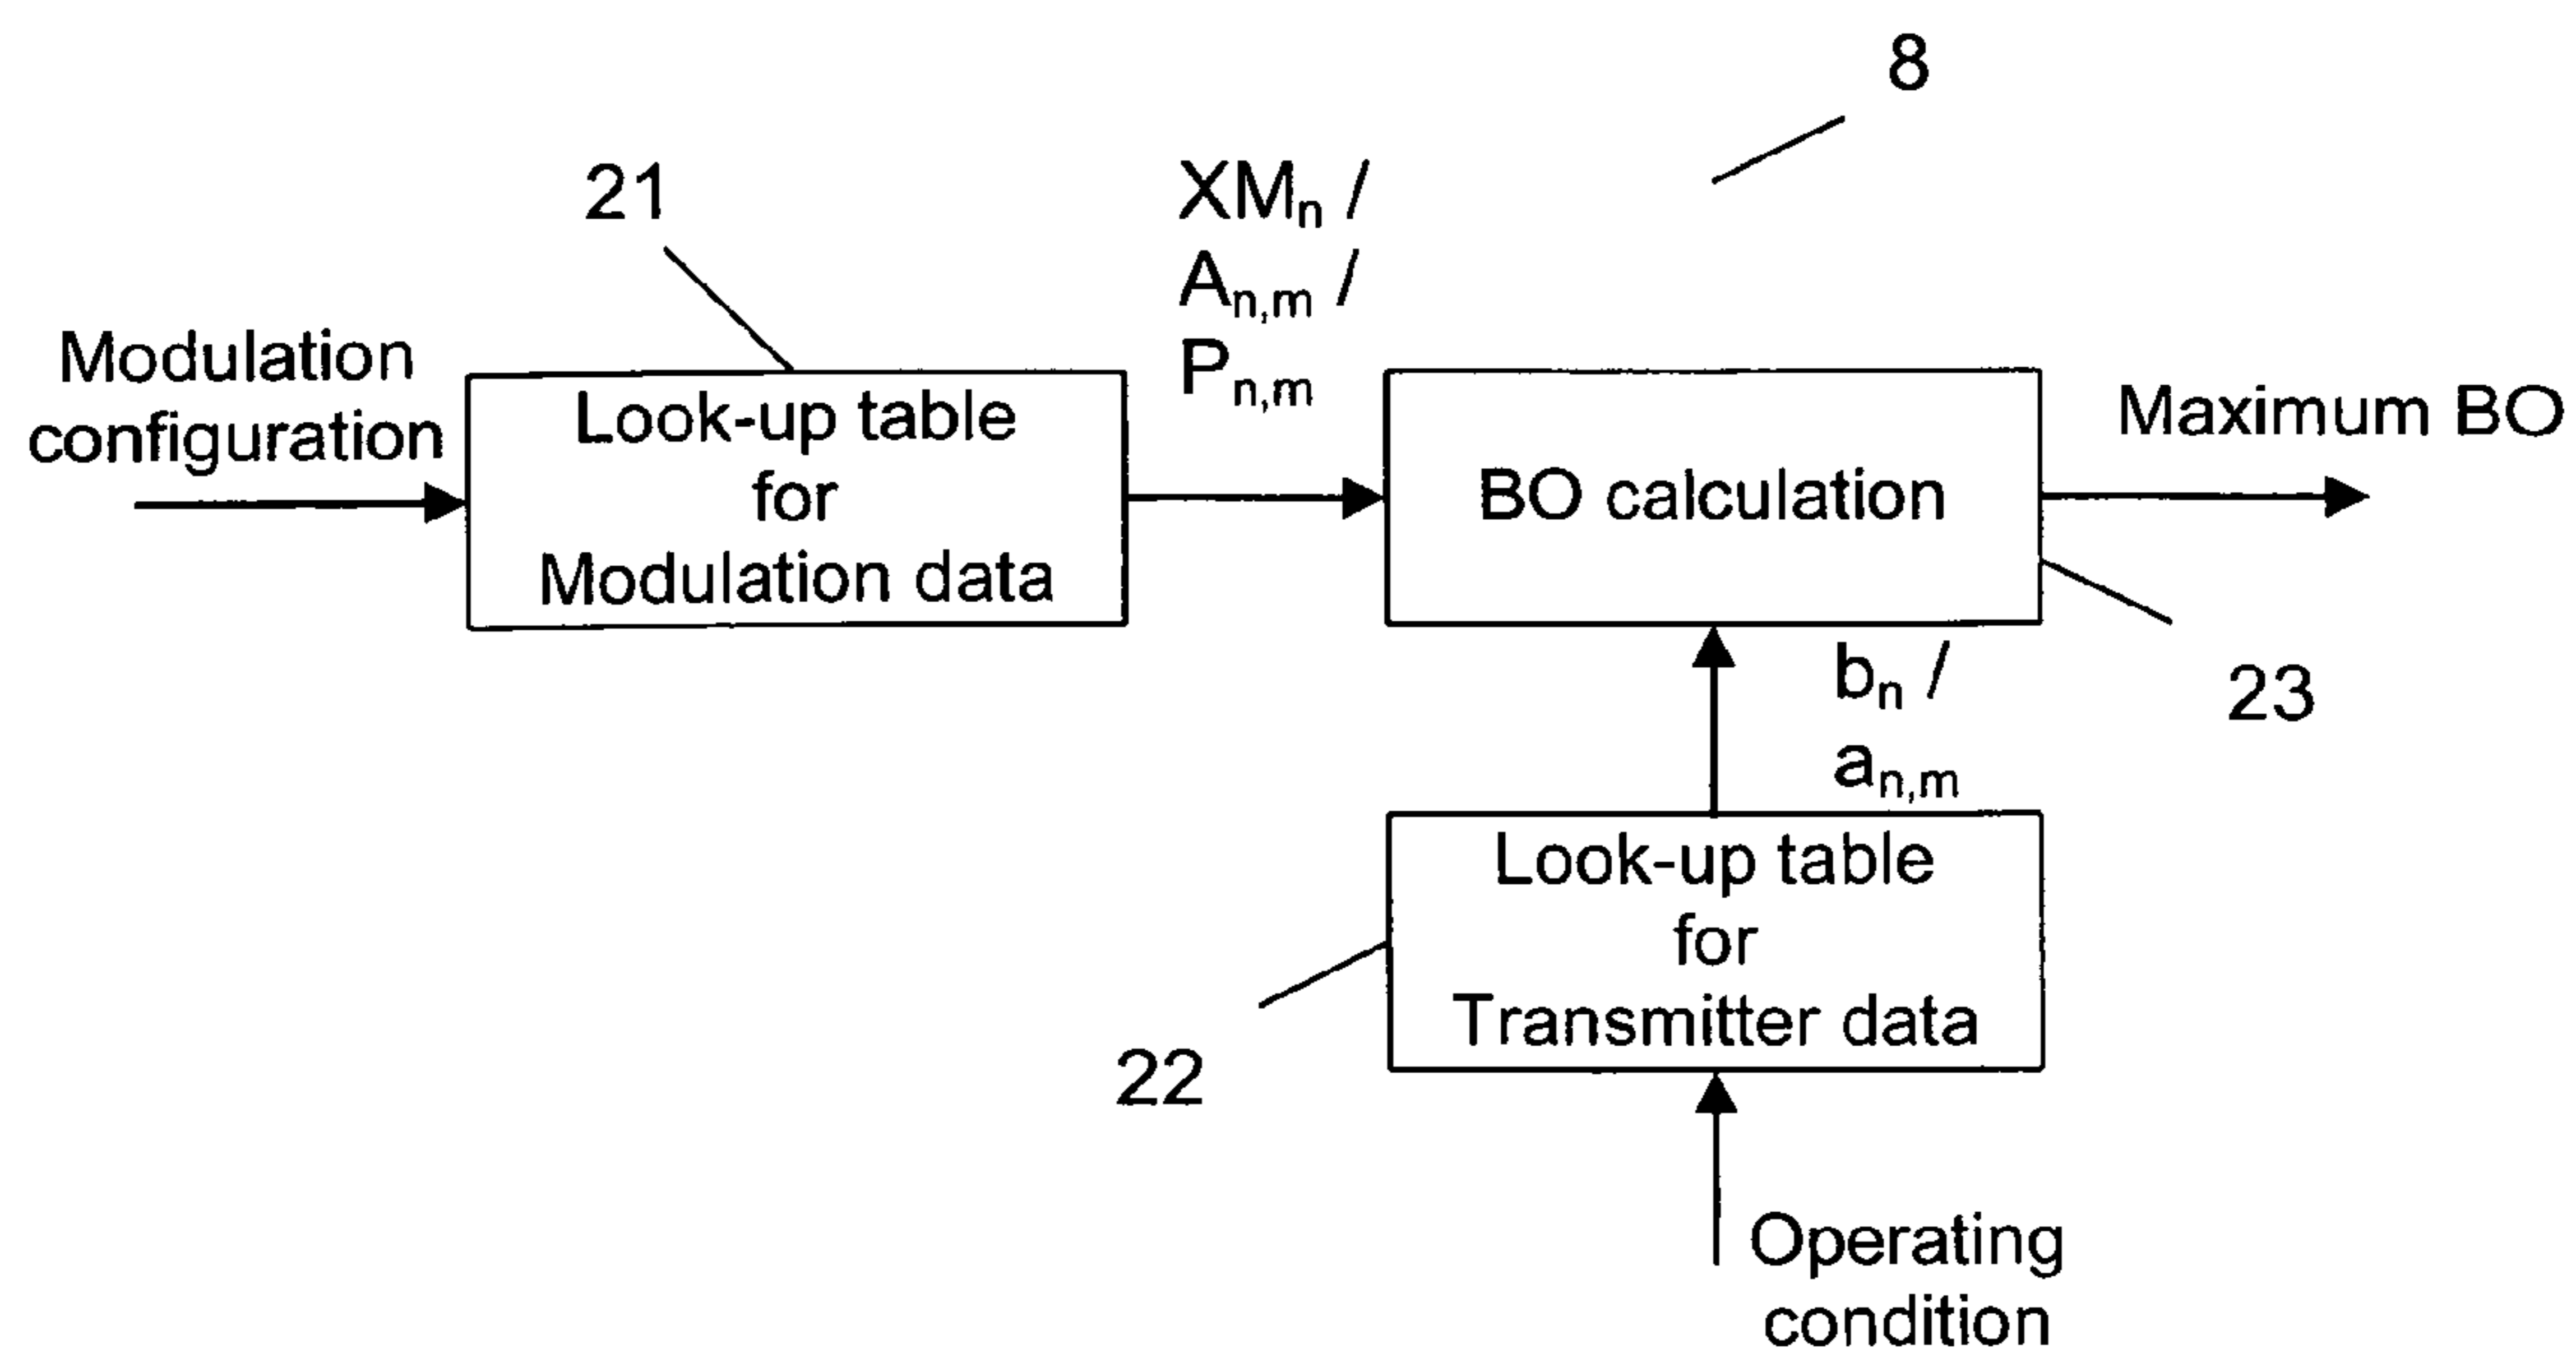 8
21
XMn /
An,m /
Pn,m
Modulation
configuration
Look-up table
for
Modulation data
BO calculation
Maximum BO
bn /
an,m
23
Look-up table
for
Transmitter data
22
Operating
condition